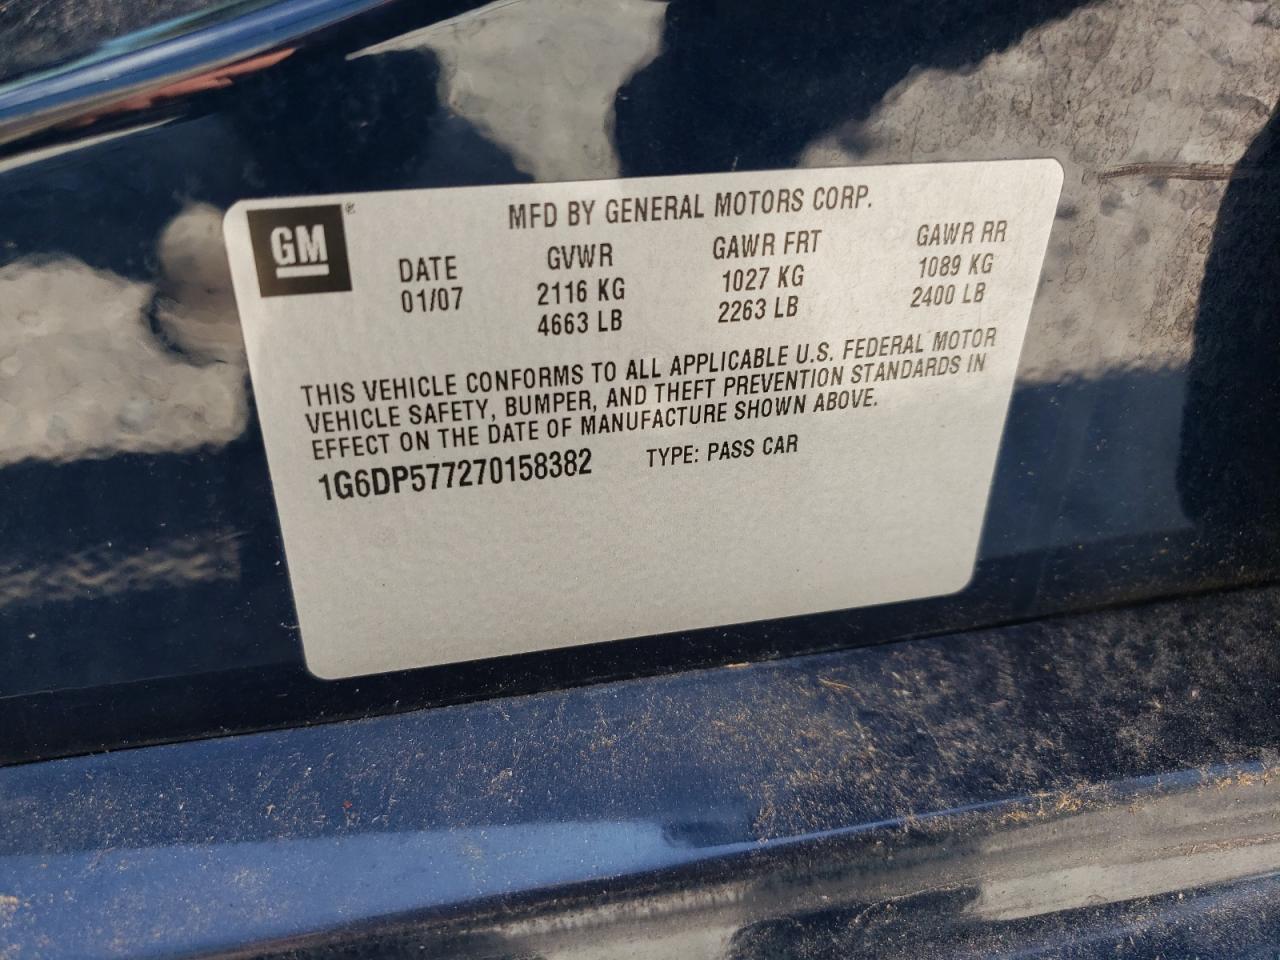 GM ®
MFD BY GENERAL MOTORS CORP.
DATE GVWR GAWR FRT GAWR RR
01/07 2116 KG 1027 KG 1089 KG
4663 LB 2263 LB 2400 LB
THIS VEHICLE CONFORMS TO ALL APPLICABLE U.S. FEDERAL MOTOR
VEHICLE SAFETY, BUMPER, AND THEFT PREVENTION STANDARDS IN
EFFECT ON THE DATE OF MANUFACTURE SHOWN ABOVE.
1G6DP577270158382 TYPE: PASS CAR